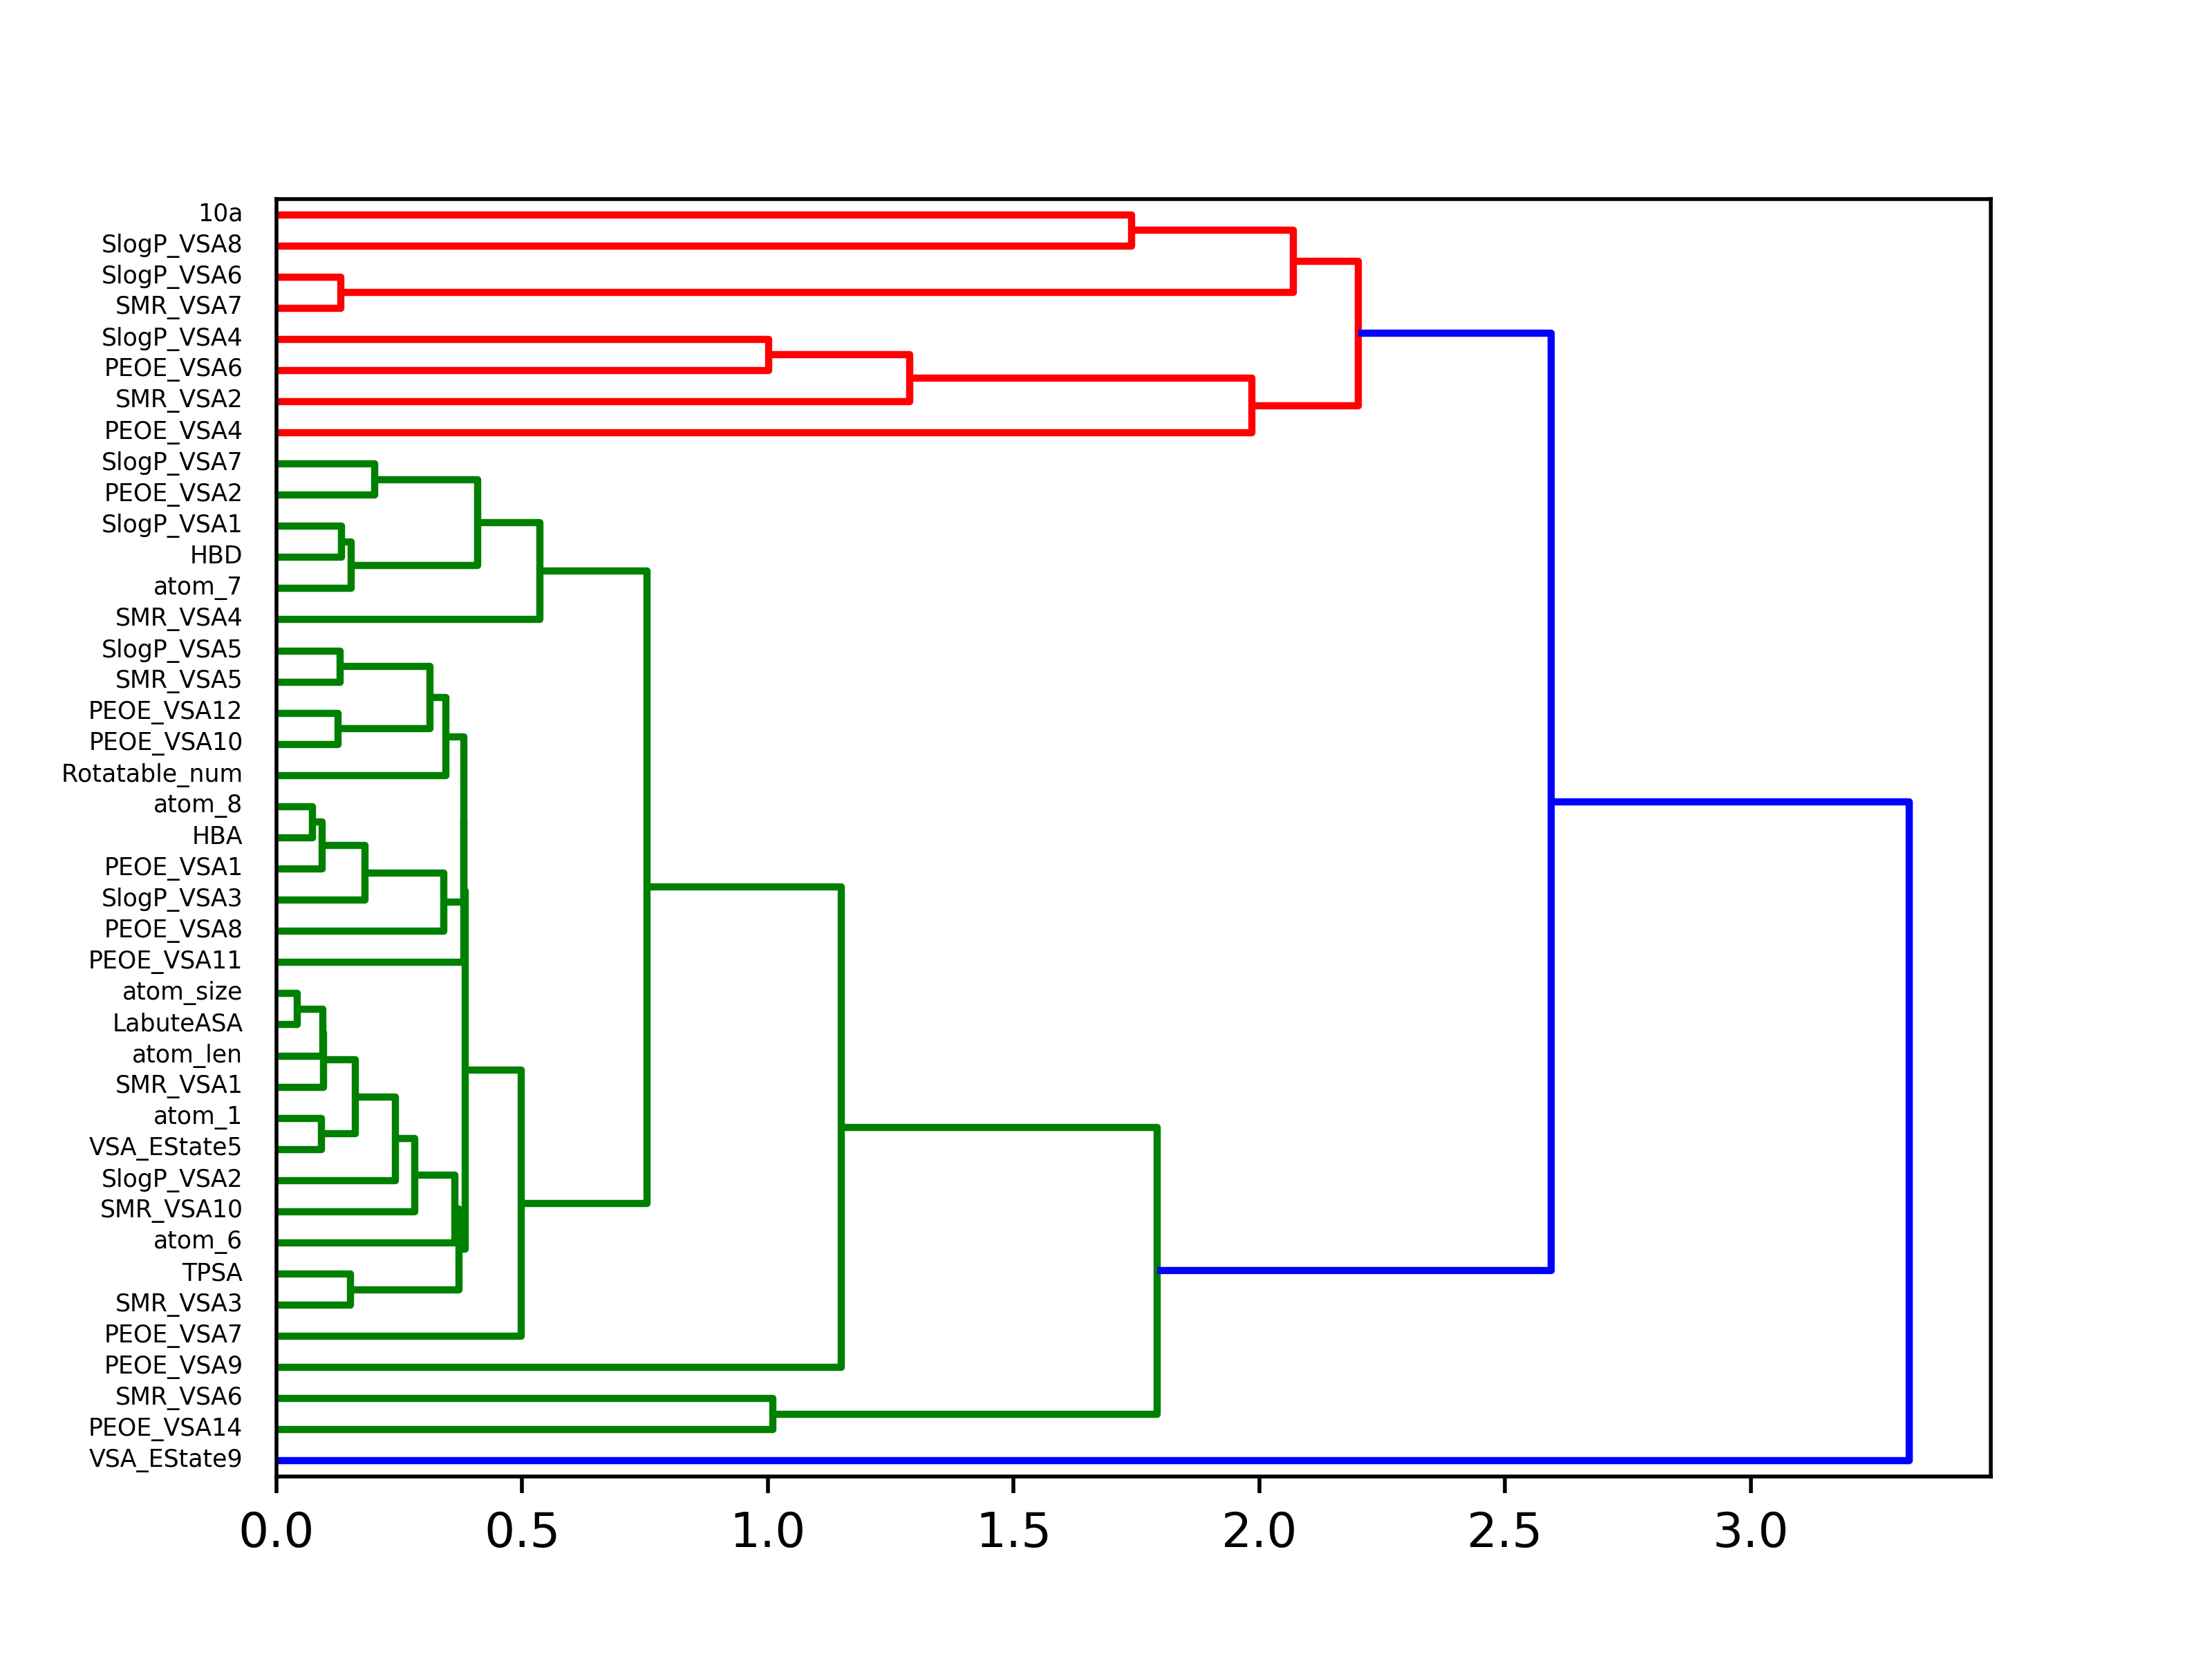 10a
SlogP_VSA8
SlogP_VSA6
SMR_VSA7
SlogP_VSA4
PEOE_VSA6
SMR_VSA2
PEOE_VSA4
SlogP_VSA7
PEOE_VSA2
SlogP_VSA1
HBD
atom_7
SMR_VSA4
SlogP_VSA5
SMR_VSA5
PEOE_VSA12
PEOE_VSA10
Rotatable_num
atom_8
HBA
PEOE_VSA1
SlogP_VSA3
PEOE_VSA8
PEOE_VSA11
atom_size
LabuteASA
atom_len
SMR_VSA1
atom_1
VSA_EState5
SlogP_VSA2
SMR_VSA10
atom_6
TPSA
SMR_VSA3
PEOE_VSA7
PEOE_VSA9
SMR_VSA6
PEOE_VSA14
VSA_EState9
0.0 0.5 1.0 1.5 2.0 2.5 3.0